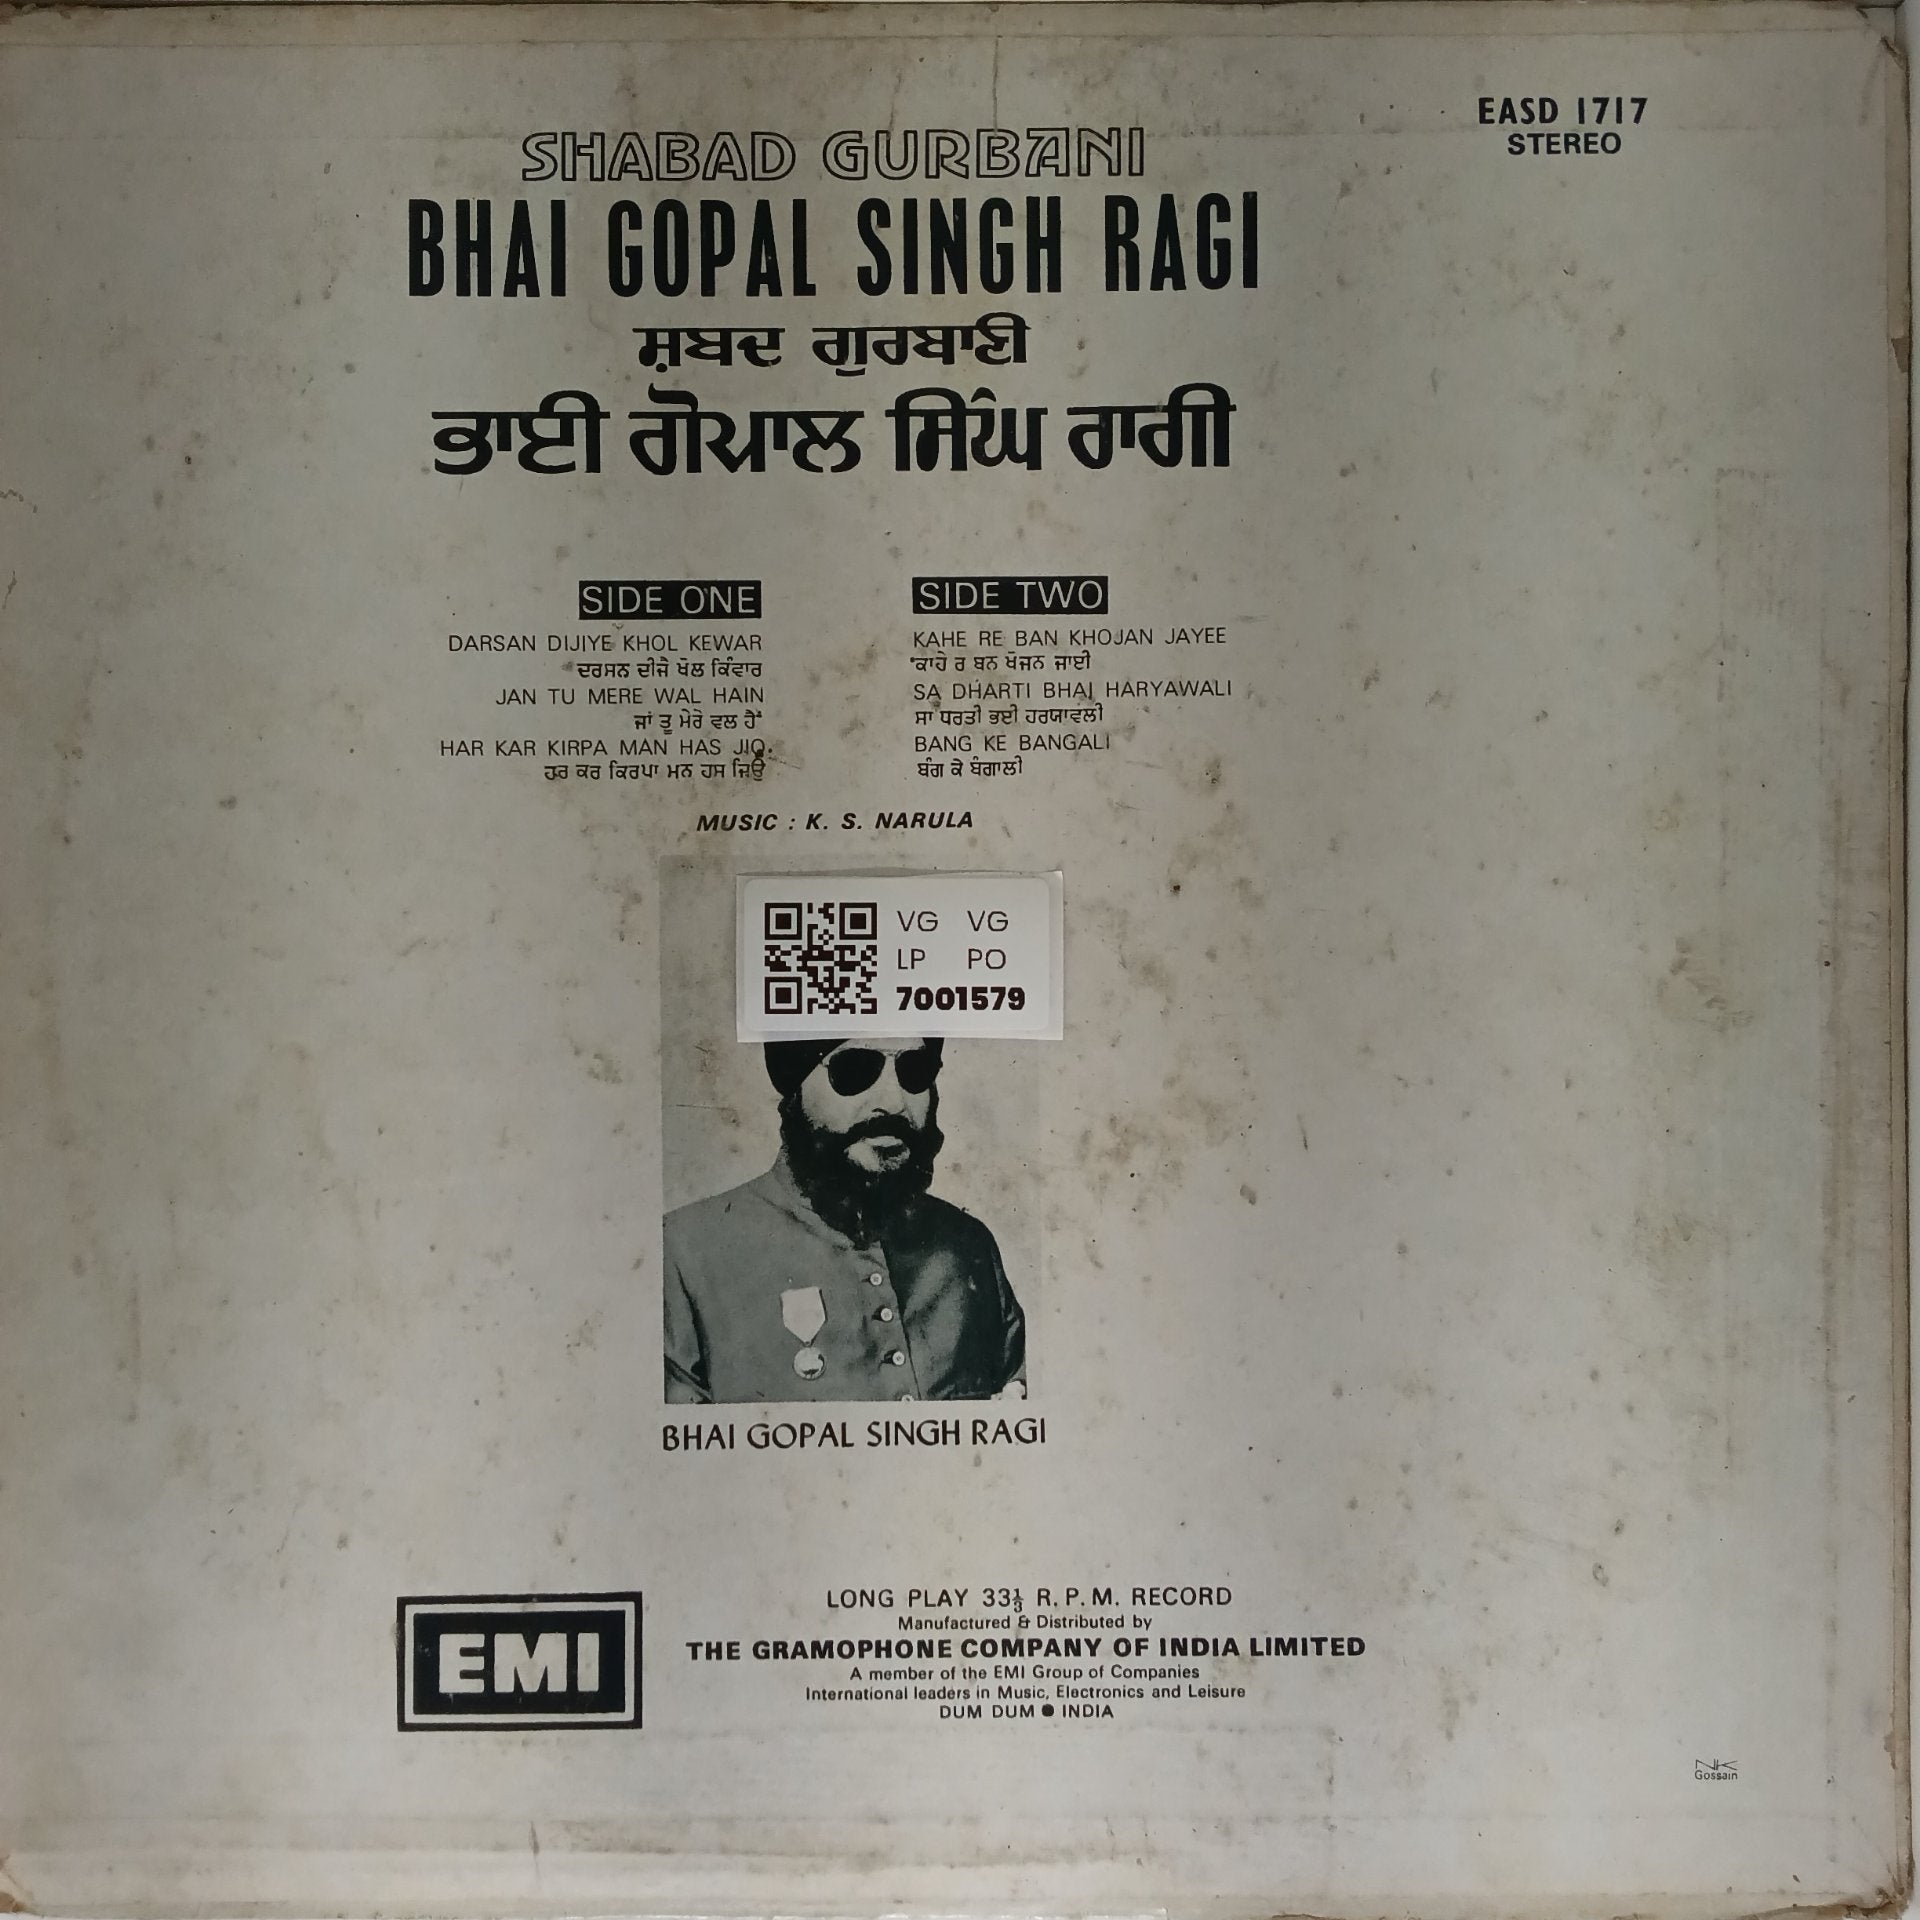 EASD 1717
STEREO
SHABAD GURBANI
BHAI GOPAL SINGH RAGI
ਸ਼ਬਦ ਗੁਰਬਾਣੀ
ਭਾਈ ਗੋਪਾਲ ਸਿੰਘ ਰਾਗੀ
SIDE ONE
DARSAN DIJIYE KHOL KEWAR
ਦਰਸਨ ਦੀਜੈ ਖੋਲ ਕਿੰਵਾਰ
JAN TU MERE WAL HAIN
ਜਾਂ ਤੂ ਮੇਰੇ ਵਲ ਹੈਂ
HAR KAR KIRPA MAN HAS JIO
ਹਰ ਕਰ ਕਿਰਪਾ ਮਨ ਹਸ ਜਿਉ
SIDE TWO
KAHE RE BAN KHOJAN JAYEE
ਕਾਹੇ ਰ ਬਨ ਖੋਜਨ ਜਾਈ
SA DHARTI BHAI HARYAWALI
ਸਾ ਧਰਤੀ ਭਈ ਹਰਯਾਵਲੀ
BANG KE BANGALI
ਬੰਗ ਕੇ ਬੰਗਾਲੀ
MUSIC : K. S. NARULA
VG VG
LP PO
7001579
BHAI GOPAL SINGH RAGI
EMI
LONG PLAY 33⅓ R. P. M. RECORD
Manufactured & Distributed by
THE GRAMOPHONE COMPANY OF INDIA LIMITED
A member of the EMI Group of Companies
International leaders in Music, Electronics and Leisure
DUM DUM ● INDIA
NK
Gossain